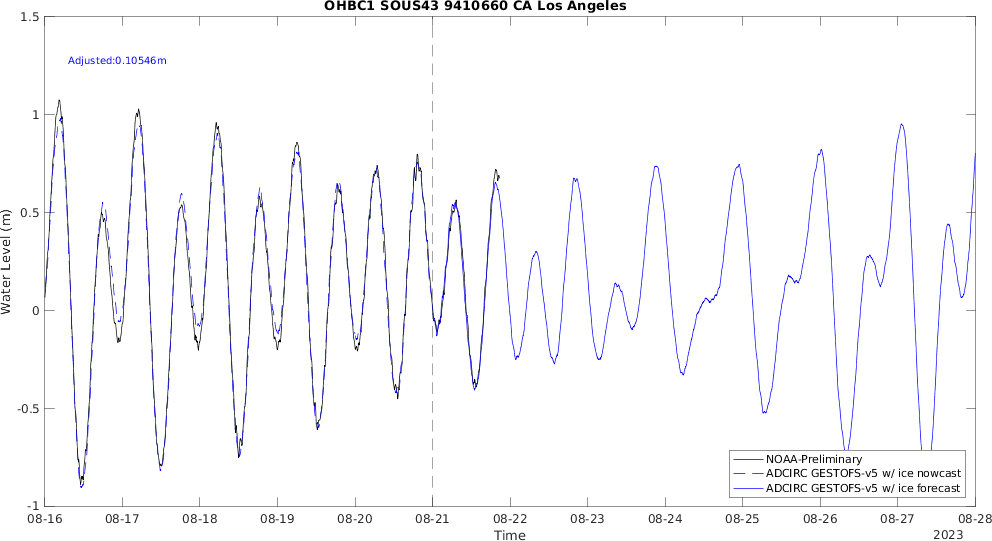 OHBC1 SOUS43 9410660 CA Los Angeles
Adjusted:0.10546m
Water Level (m)
1.5
1
0.5
0
-0.5
-1
08-16 08-17 08-18 08-19 08-20 08-21 08-22 08-23 08-24 08-25 08-26 08-27 08-28
Time
2023
NOAA-Preliminary
ADCIRC GESTOFS-v5 w/ ice nowcast
ADCIRC GESTOFS-v5 w/ ice forecast